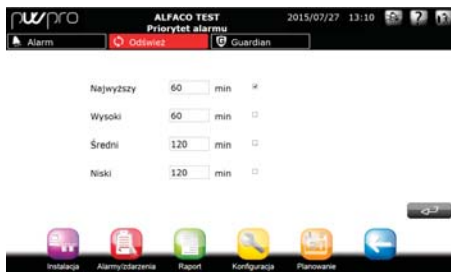 pwpro ALFACO TEST 2015/07/27 13:10 ?
Priorytet alarmu
Alarm Odśwież Guardian
Najwyższy 60 min
Wysoki 60 min
Średni 120 min
Niski 120 min
Instalacja Alarmy/zdarzenia Raport Konfiguracja Planowanie